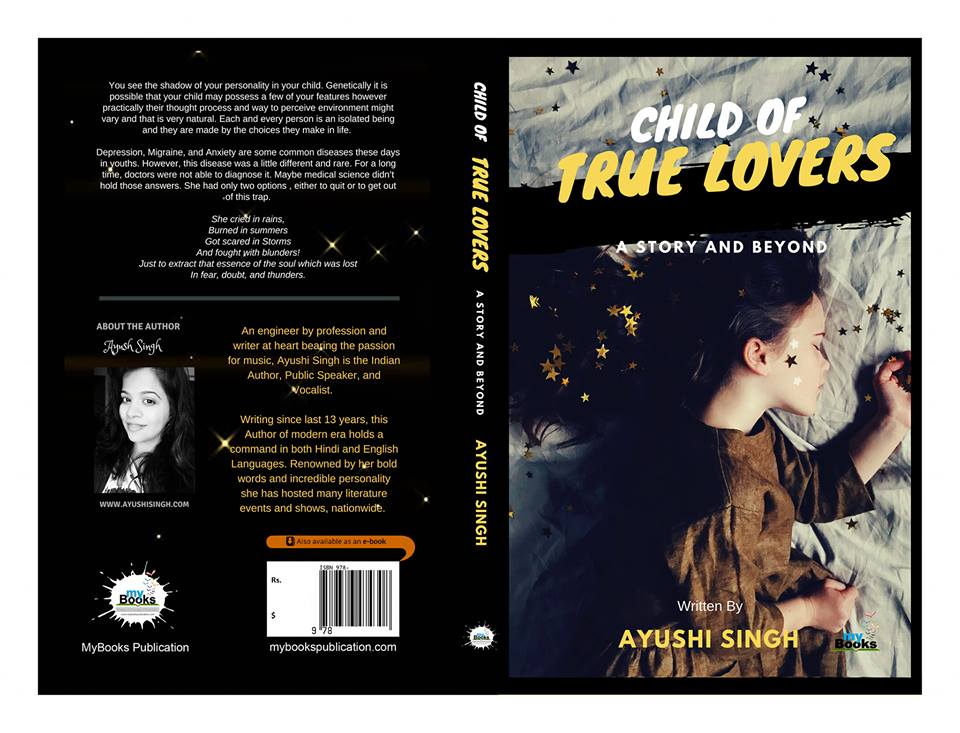 You see the shadow of your personality in your child. Genetically it is
possible that your child may possess a few of your features however
practically their thought process and way to perceive environment might
vary and that is very natural. Each and every person is an isolated being
and they are made by the choices they make in life.
Depression, Migraine, and Anxiety are some common diseases these days
in youths. However, this disease was a little different and rare. For a long
time, doctors were not able to diagnose it. Maybe medical science didn't
hold those answers. She had only two options , either to quit or to get out
of this trap.
She cried in rains,
Burned in summers
Got scared in Storms
And fought with blunders!
Just to extract that essence of the soul which was lost
In fear, doubt, and thunders.
ABOUT THE AUTHOR
Ayush Singh
WWW.AYUSHISINGH.COM
An engineer by profession and
writer at heart bearing the passion
for music, Ayushi Singh is the Indian
Author, Public Speaker, and
Vocalist.
Writing since last 13 years, this
Author of modern era holds a
command in both Hindi and English
Languages. Renowned by her bold
words and incredible personality
she has hosted many literature
events and shows, nationwide.
Also available as an e-book
Rs.
$
ISBN 978-
9 78
my
Books
MyBooks Publication
mybookspublication.com
CHILD OF TRUE LOVERS A STORY AND BEYOND AYUSHI SINGH
my
Books
CHILD OF
TRUE LOVERS
A STORY AND BEYOND
Written By
AYUSHI SINGH
my
Books